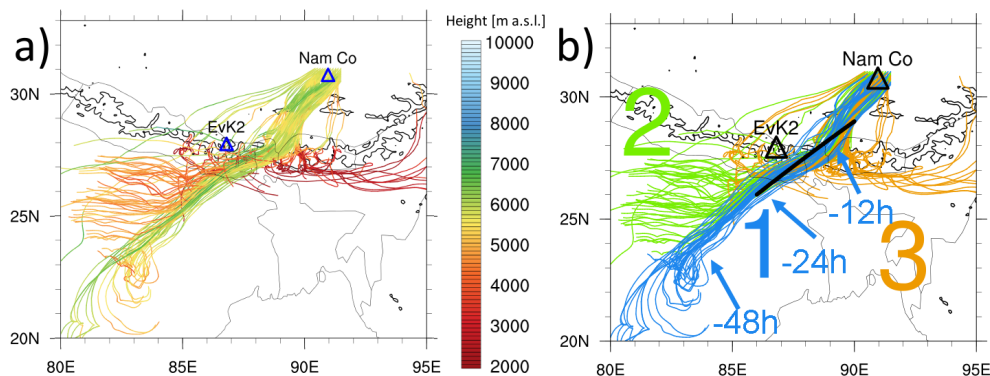 a)
Nam Co
EvK2
30N
25N
20N
80E
85E
90E
95E
Height [m a.s.l.]
10000
9000
8000
7000
6000
5000
4000
3000
2000
b)
Nam Co
EvK2
2
1
3
-12h
-24h
-48h
30N
25N
20N
80E
85E
90E
95E